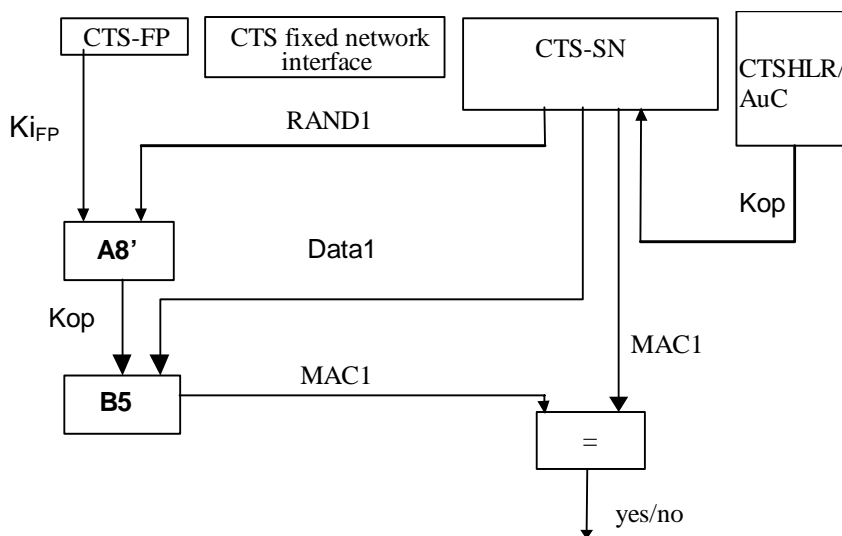 CTS-FP
CTS fixed network
interface
CTS-SN
CTSHLR/
AuC
KiFP
RAND1
Kop
A8’
Data1
Kop
MAC1
MAC1
B5
=
yes/no